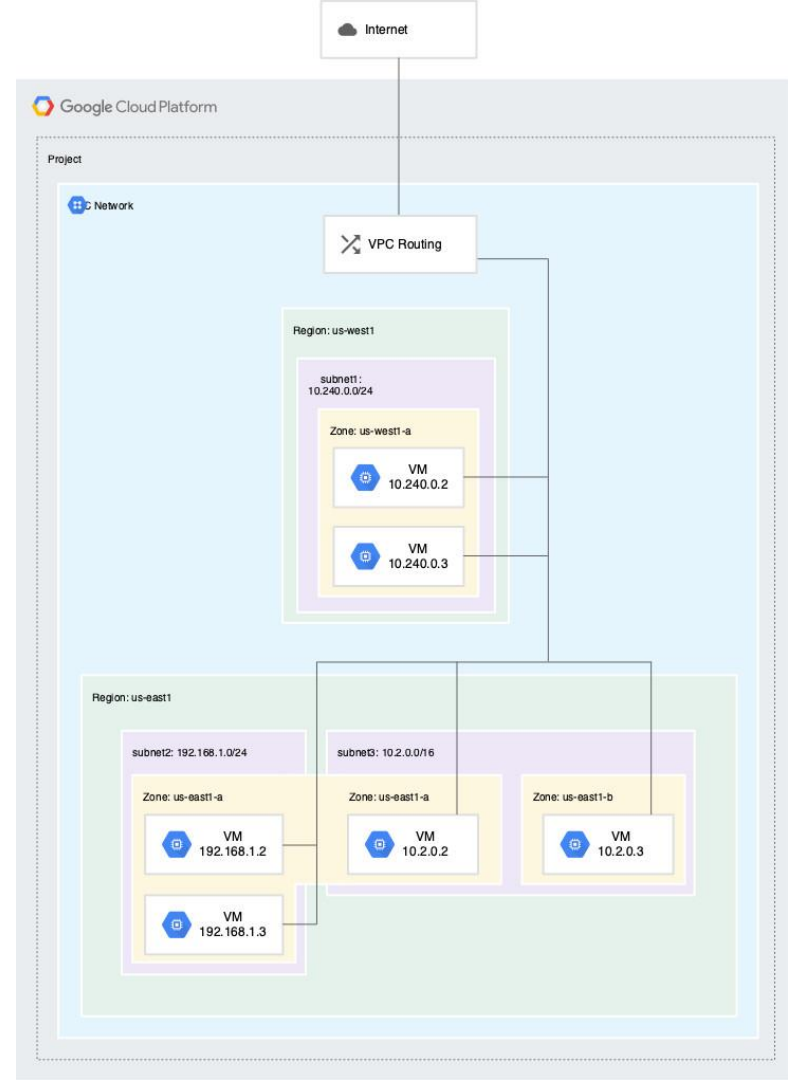 Internet
Google Cloud Platform
Project
C Network
VPC Routing
Region: us-west1
subnet1:
10.240.0.0/24
Zone: us-west1-a
VM
10.240.0.2
VM
10.240.0.3
Region: us-east1
subnet2: 192.168.1.0/24
subnet3: 10.2.0.0/16
Zone: us-east1-a
Zone: us-east1-a
Zone: us-east1-b
VM
192.168.1.2
VM
10.2.0.2
VM
10.2.0.3
VM
192.168.1.3